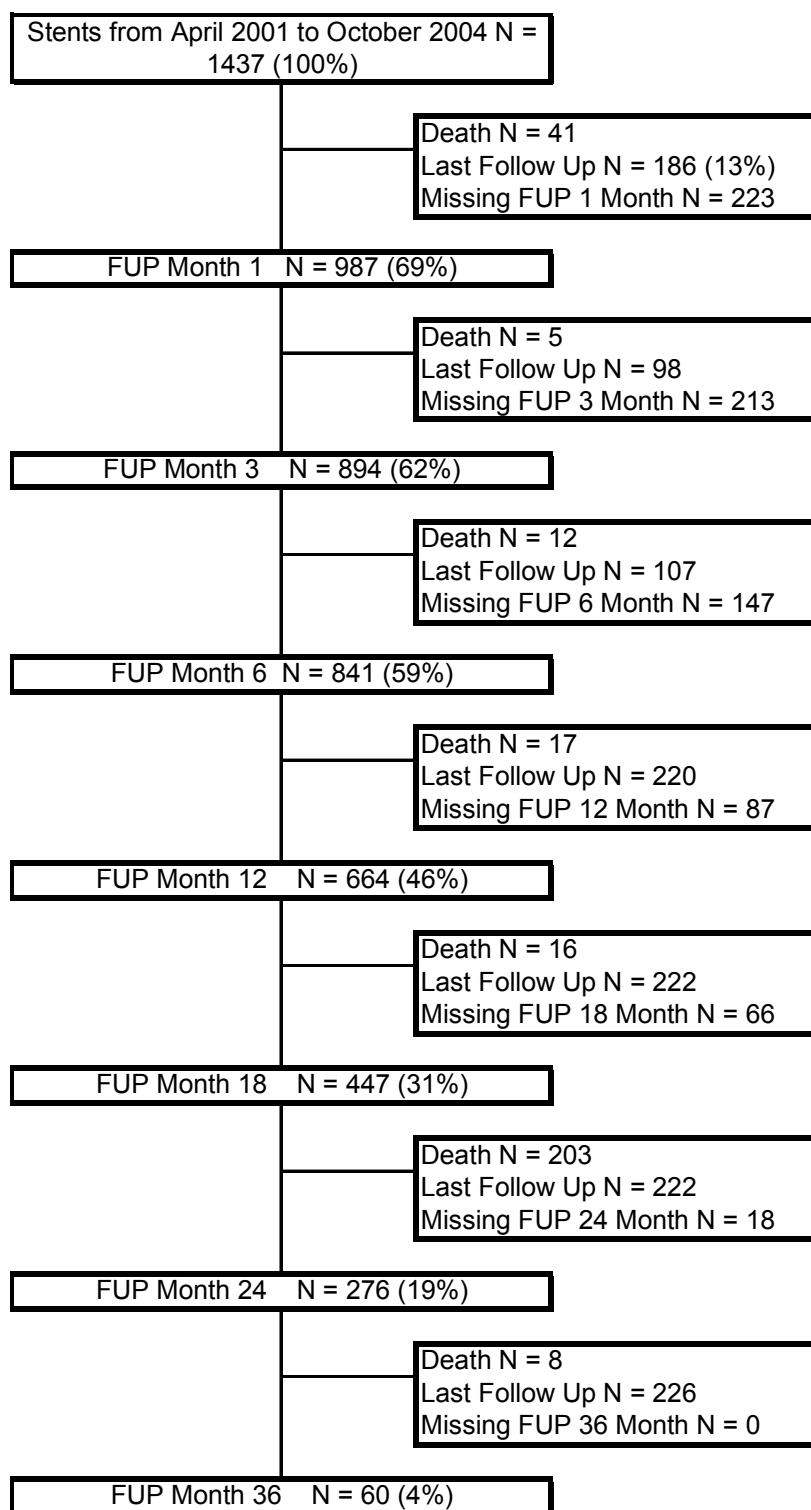 Stents from April 2001 to October 2004 N =
1437 (100%)
Death N = 41
Last Follow Up N = 186 (13%)
Missing FUP 1 Month N = 223
FUP Month 1 N = 987 (69%)
Death N = 5
Last Follow Up N = 98
Missing FUP 3 Month N = 213
FUP Month 3 N = 894 (62%)
Death N = 12
Last Follow Up N = 107
Missing FUP 6 Month N = 147
FUP Month 6 N = 841 (59%)
Death N = 17
Last Follow Up N = 220
Missing FUP 12 Month N = 87
FUP Month 12 N = 664 (46%)
Death N = 16
Last Follow Up N = 222
Missing FUP 18 Month N = 66
FUP Month 18 N = 447 (31%)
Death N = 203
Last Follow Up N = 222
Missing FUP 24 Month N = 18
FUP Month 24 N = 276 (19%)
Death N = 8
Last Follow Up N = 226
Missing FUP 36 Month N = 0
FUP Month 36 N = 60 (4%)